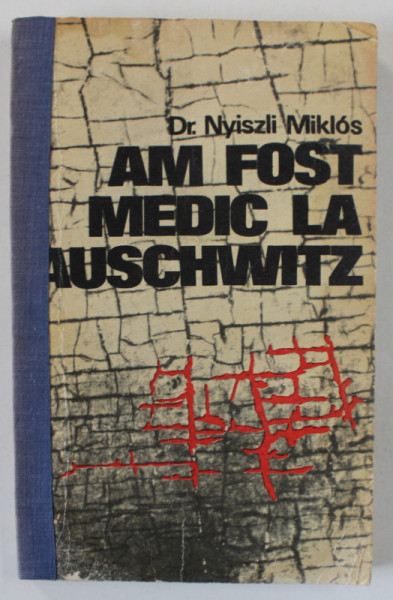 Dr. Nyiszli Miklós
AM FOST
MEDIC LA
AUSCHWITZ